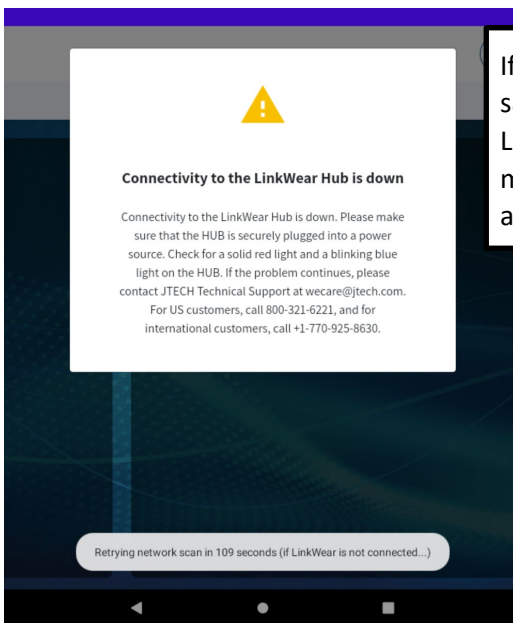 Connectivity to the LinkWear Hub is down
Connectivity to the LinkWear Hub is down. Please make
sure that the HUB is securely plugged into a power
source. Check for a solid red light and a blinking blue
light on the HUB. If the problem continues, please
contact JTECH Technical Support at wecare@jtech.com.
For US customers, call 800-321-6221, and for
international customers, call +1-770-925-8630.
Retrying network scan in 109 seconds (if LinkWear is not connected...)
If